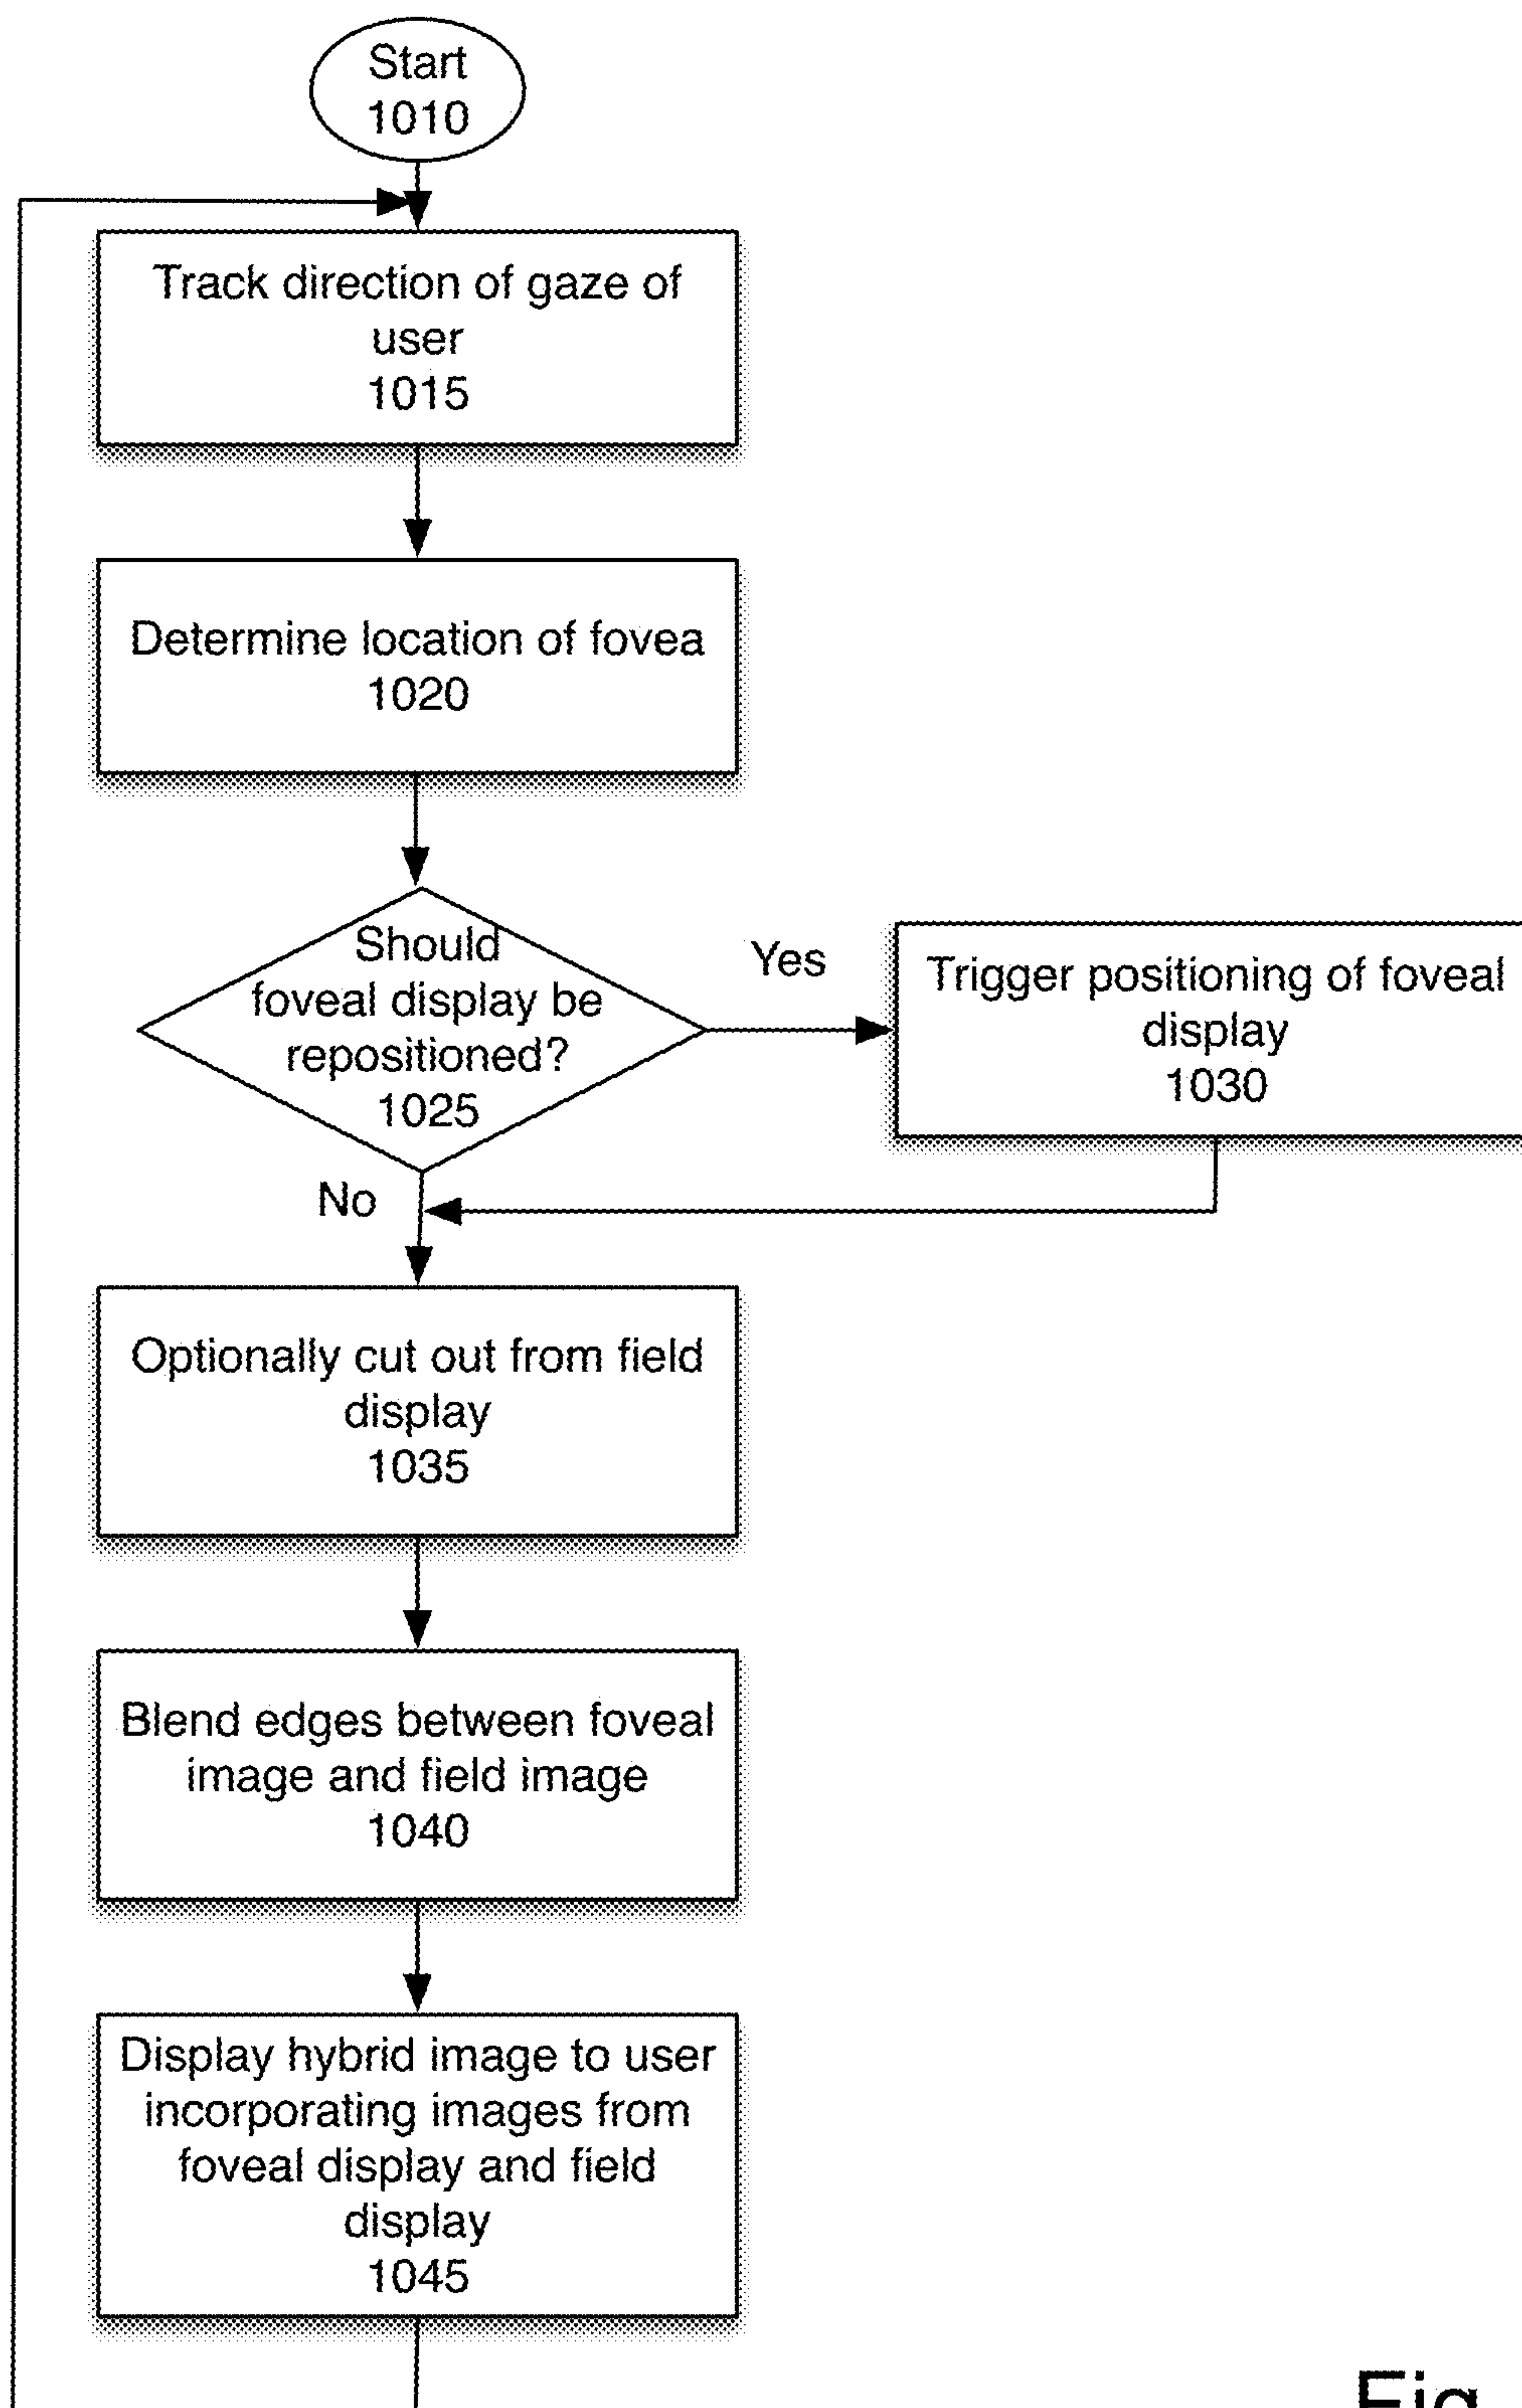 Start
1010
Track direction of gaze of
user
1015
Determine location of fovea
1020
Should
foveal display be
repositioned?
1025
Yes
Trigger positioning of foveal
display
1030
No
Optionally cut out from field
display
1035
Blend edges between foveal
image and field image
1040
Display hybrid image to user
incorporating images from
foveal display and field
display
1045
Fig